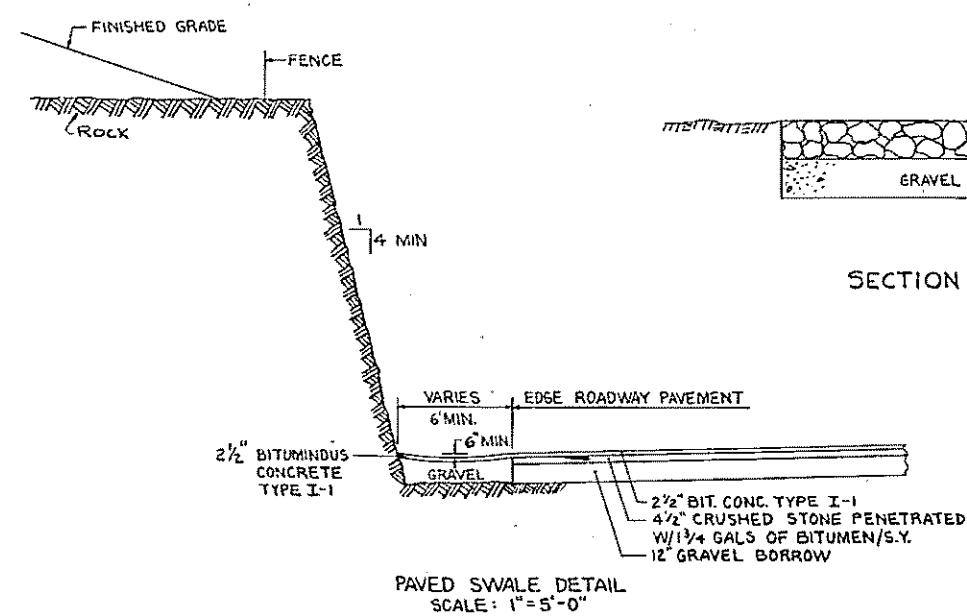 FINISHED GRADE
FENCE
ROCK
GRAVEL
1
4 MIN
SECTION
VARIES
6' MIN.
EDGE ROADWAY PAVEMENT
6" MIN
2½" BITUMINOUS
CONCRETE
TYPE I-1
GRAVEL
2½" BIT. CONC. TYPE I-1
4½" CRUSHED STONE PENETRATED
W/1¾ GALS OF BITUMEN/S.Y.
12" GRAVEL BORROW
PAVED SWALE DETAIL
SCALE: 1" = 5'-0"